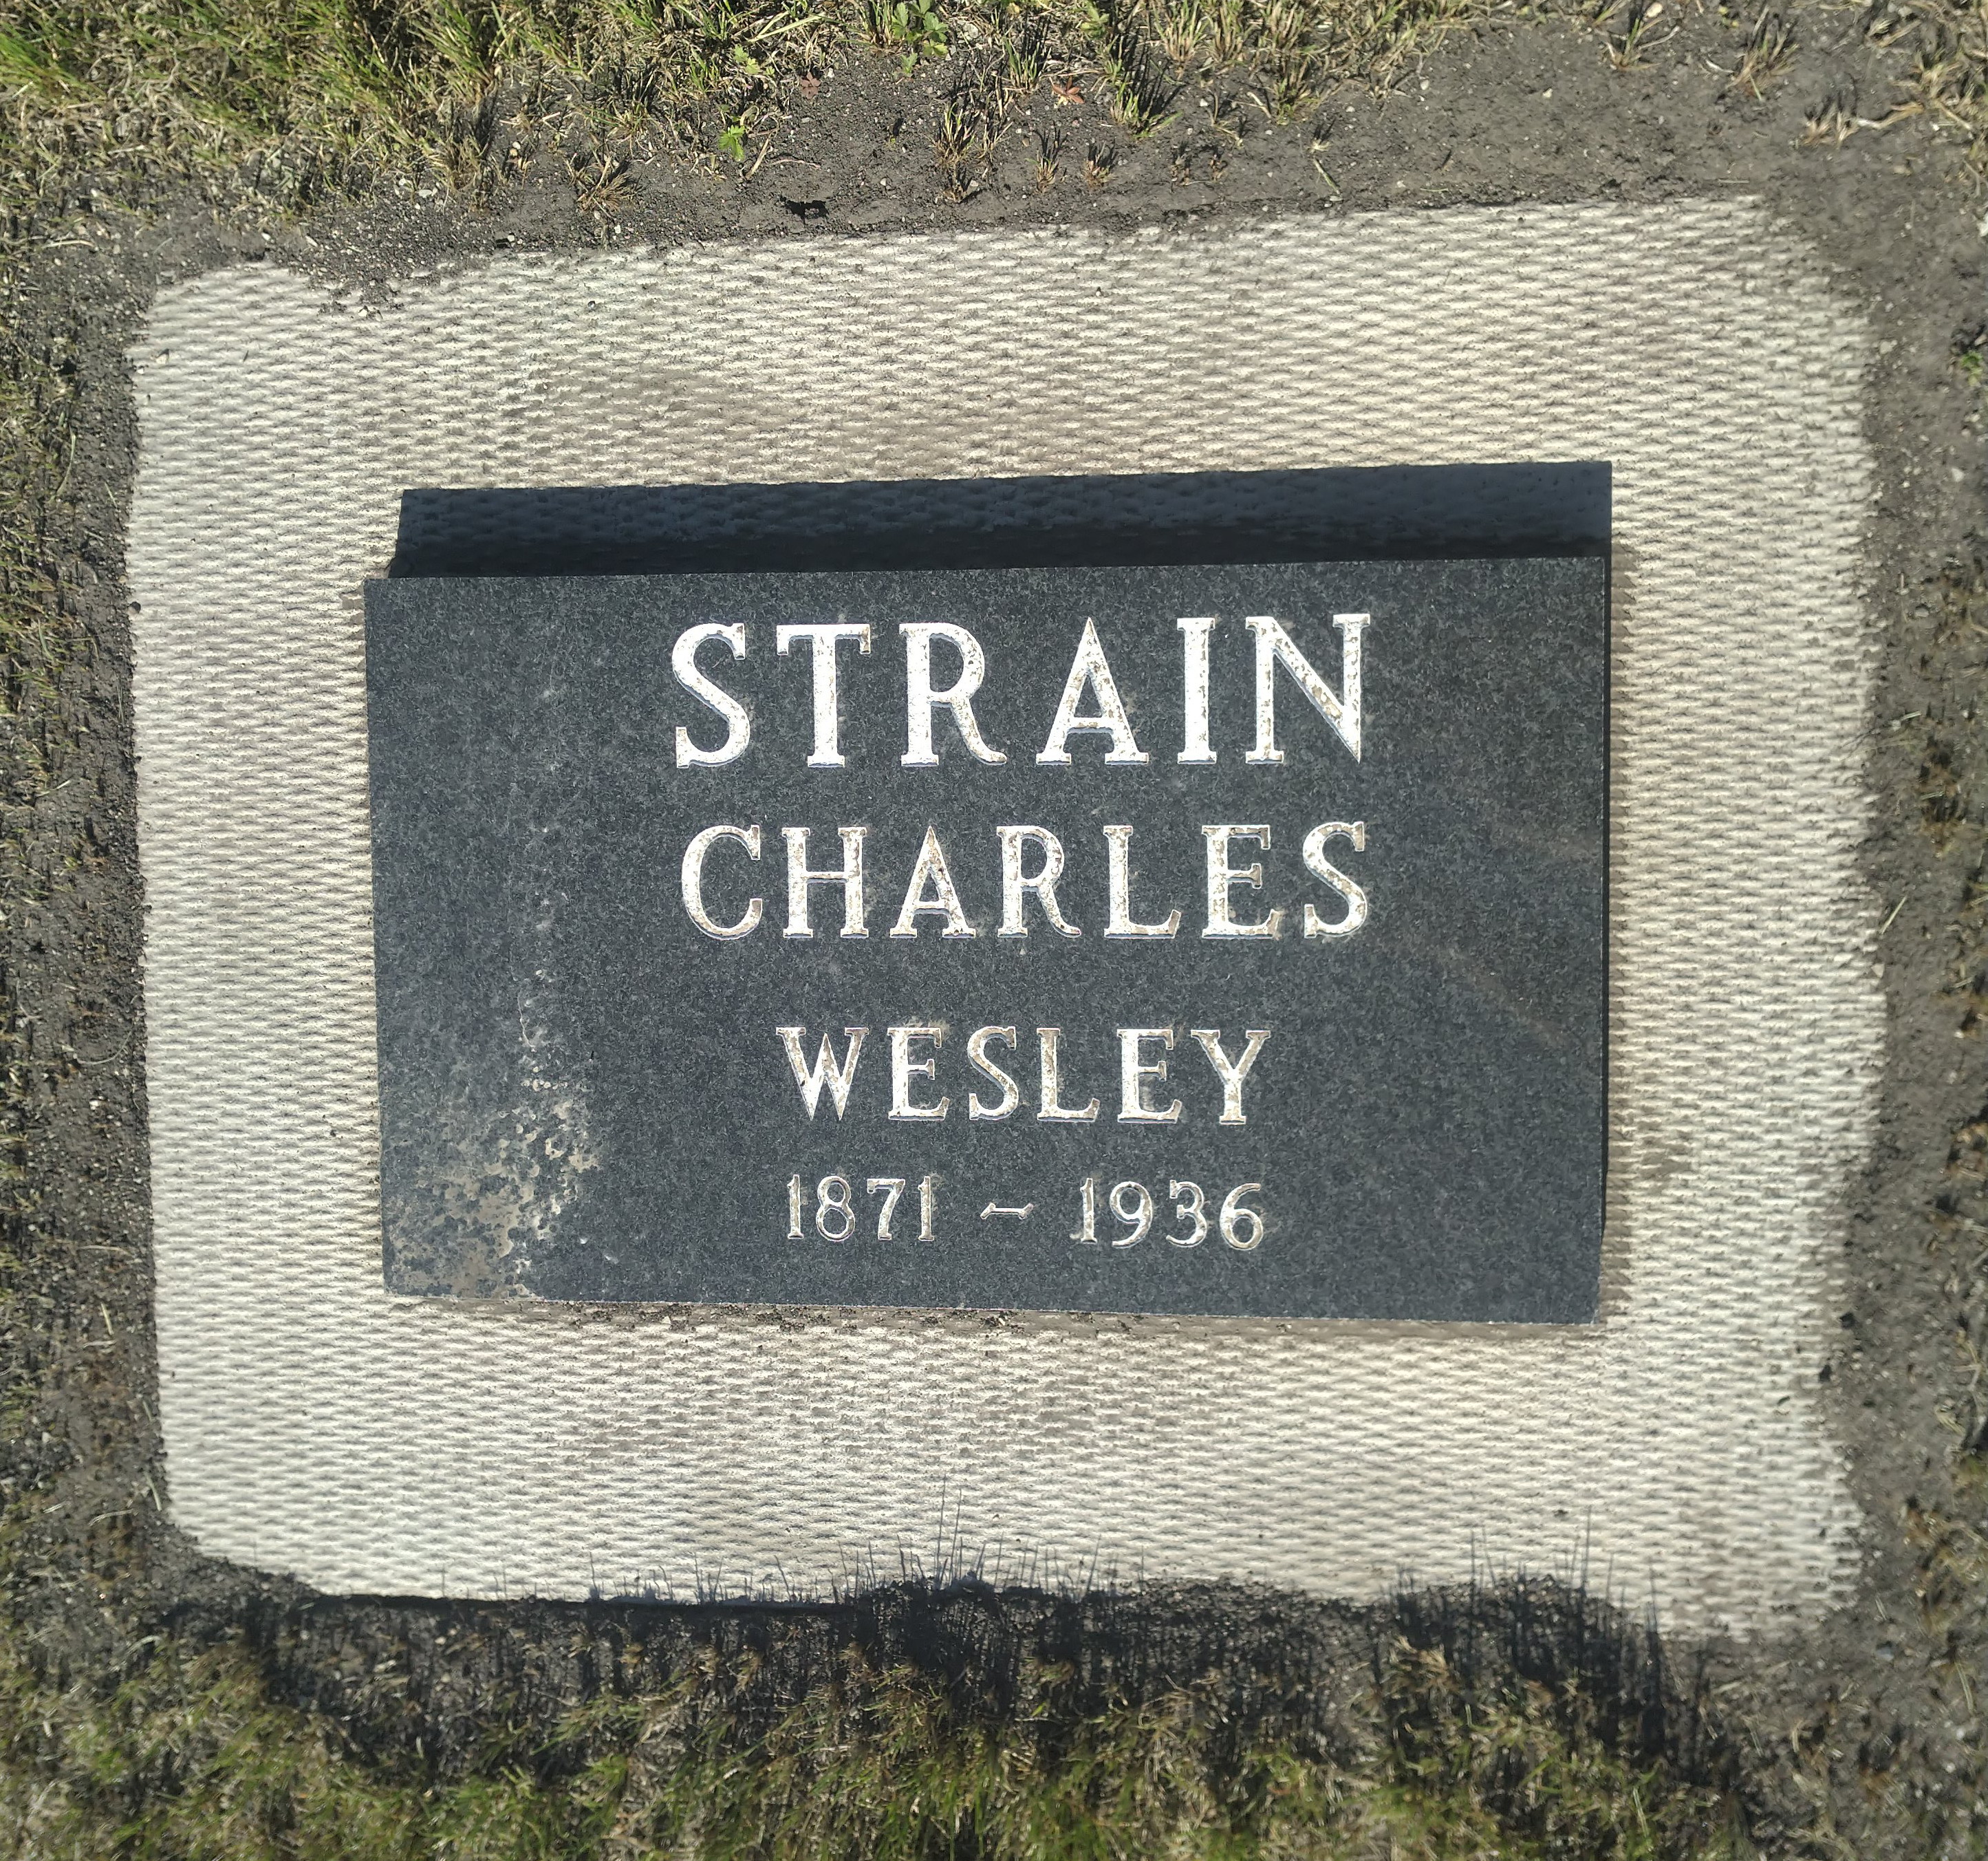 STRAIN
CHARLES
WESLEY
1871 ~ 1936